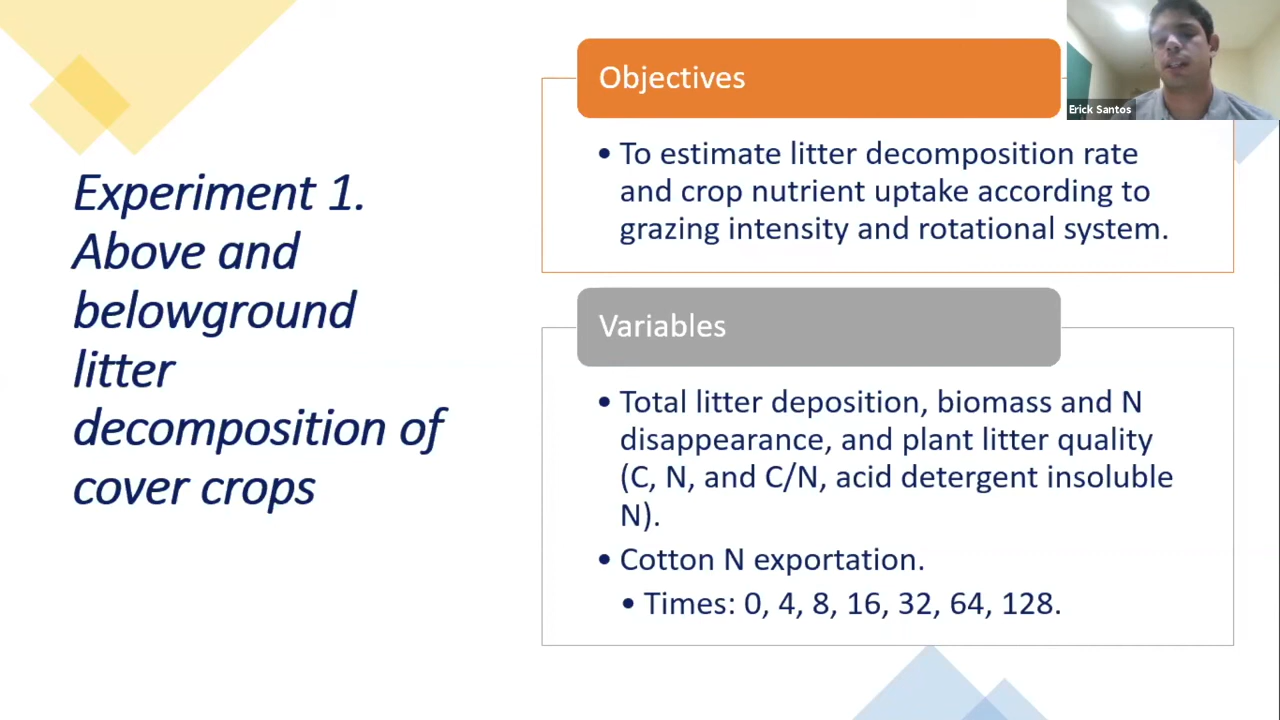 Experiment 1.
Above and
belowground
litter
decomposition of
cover crops
Objectives
• To estimate litter decomposition rate
and crop nutrient uptake according to
grazing intensity and rotational system.
Variables
• Total litter deposition, biomass and N
disappearance, and plant litter quality
(C, N, and C/N, acid detergent insoluble
N).
• Cotton N exportation.
• Times: 0, 4, 8, 16, 32, 64, 128.
Erick Santos